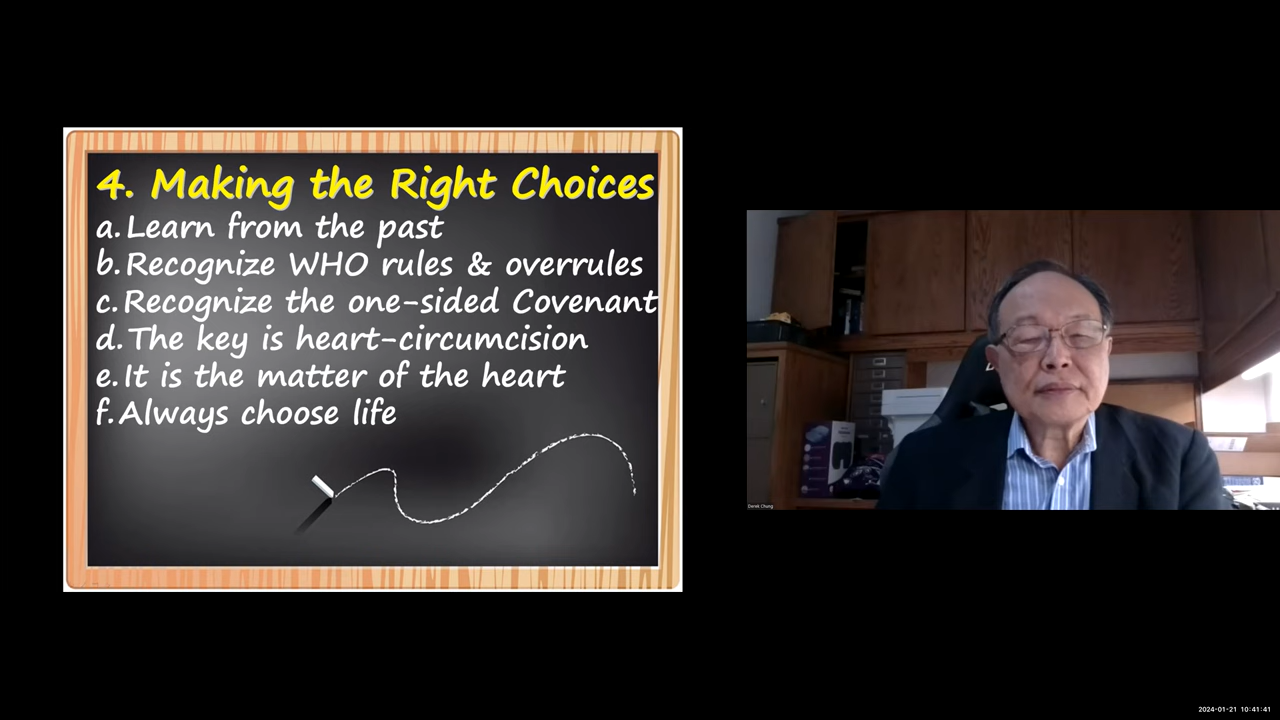 4. Making the Right Choices
a. Learn from the past
b. Recognize WHO rules & overrules
c. Recognize the one-sided Covenant
d. The key is heart-circumcision
e. It is the matter of the heart
f. Always choose life
Derek Chung
2024-01-21 10:41:41